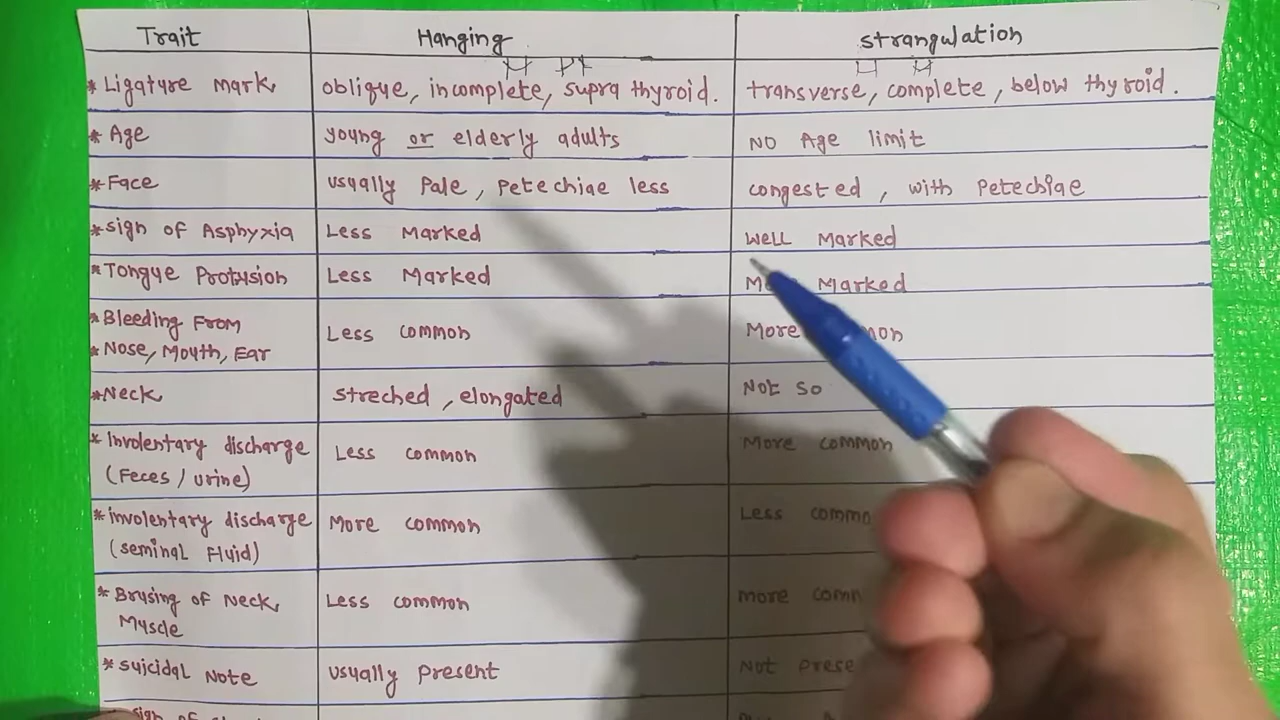 Trait Hanging strangulation
* Ligature mark oblique, incomplete, supra thyroid. transverse, complete, below thyroid.
* Age young or elderly adults NO Age limit
* Face usually Pale, Petechiae less congested, with Petechiae
* sign of Asphyxia Less Marked Well Marked
* Tongue Protusion Less Marked Marked
* Bleeding From
* Nose, Mouth, Ear Less common More
* Neck streched, elongated Not so
* Involentary discharge
(Feces / urine) Less common More common
* involentary discharge
(seminal Fluid) More common Less
* Brusing of Neck
Muscle Less common more
* suicidal Note usually present Not
sign of